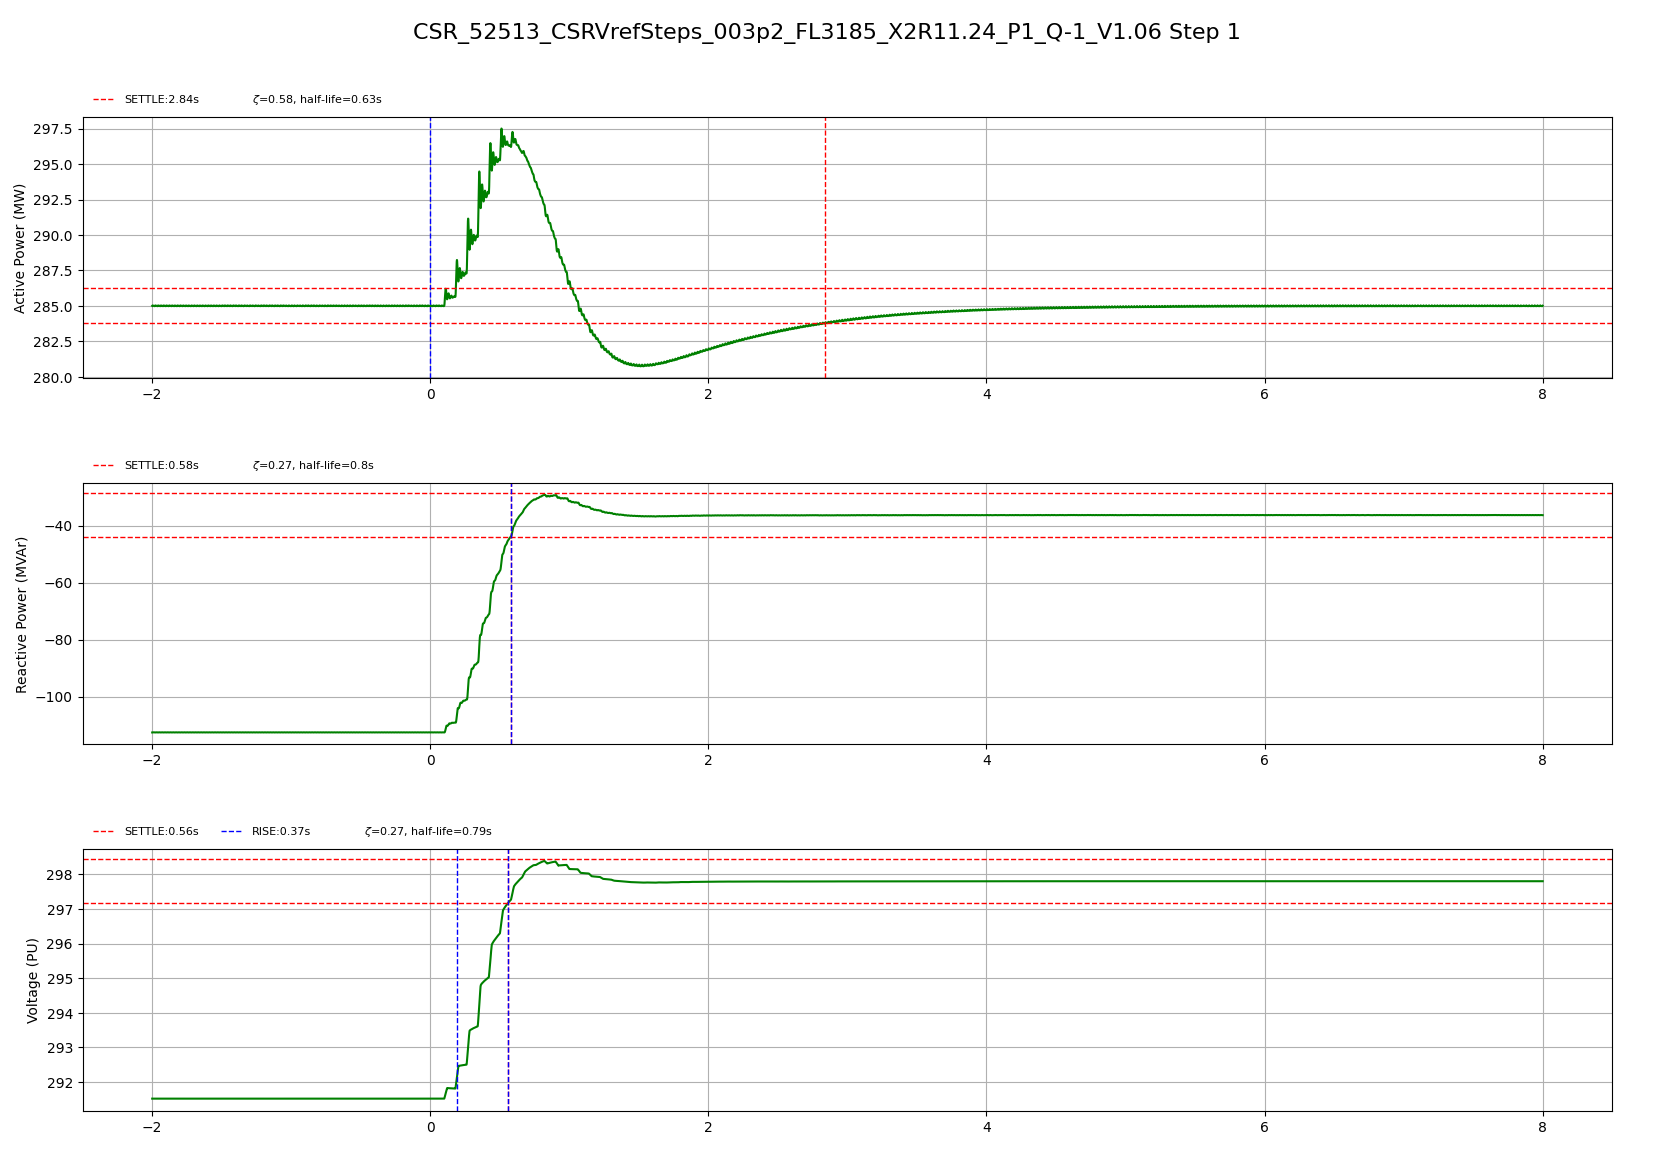 CSR_52513_CSRVrefSteps_003p2_FL3185_X2R11.24_P1_Q-1_V1.06 Step 1
SETTLE:2.84s ζ=0.58, half-life=0.63s
Active Power (MW)
297.5
295.0
292.5
290.0
287.5
285.0
282.5
280.0
−2 0 2 4 6 8
SETTLE:0.58s ζ=0.27, half-life=0.8s
Reactive Power (MVAr)
−40
−60
−80
−100
−2 0 2 4 6 8
SETTLE:0.56s RISE:0.37s ζ=0.27, half-life=0.79s
Voltage (PU)
298
297
296
295
294
293
292
−2 0 2 4 6 8